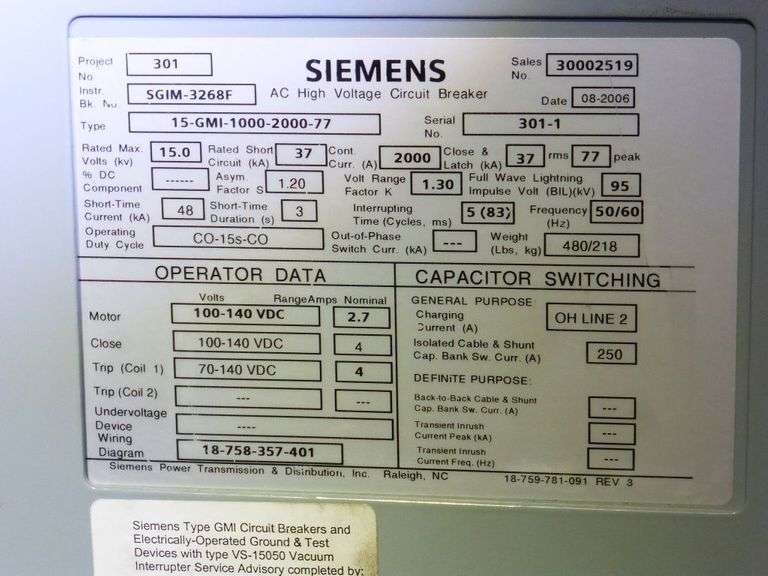 Project No 301 SIEMENS Sales No. 30002519
Instr. Bk. No SGIM-3268F AC High Voltage Circuit Breaker Date 08-2006
Type 15-GMI-1000-2000-77 Serial No. 301-1
Rated Max. Volts (kv) 15.0 Rated Short Circuit (kA) 37 Cont. Curr. (A) 2000 Close & Latch (kA) 37 rms 77 peak
% DC Component ------ Asym. Factor S 1.20 Volt Range Factor K 1.30 Full Wave Lightning Impulse Volt (BIL)(kV) 95
Short-Time Current (kA) 48 Short-Time Duration (s) 3 Interrupting Time (Cycles, ms) 5 (83) Frequency (Hz) 50/60
Operating Duty Cycle CO-15s-CO Out-of-Phase Switch Curr. (kA) --- Weight (Lbs, kg) 480/218
OPERATOR DATA
Volts Range Amps Nominal
Motor 100-140 VDC 2.7
Close 100-140 VDC 4
Trip (Coil 1) 70-140 VDC 4
Trip (Coil 2) --- ---
Undervoltage Device ----
Wiring Diagram 18-758-357-401
CAPACITOR SWITCHING
GENERAL PURPOSE
Charging Current (A) OH LINE 2
Isolated Cable & Shunt Cap. Bank Sw. Curr. (A) 250
DEFINITE PURPOSE:
Back-to-Back Cable & Shunt Cap. Bank Sw. Curr. (A) ---
Transient Inrush Current Peak (kA) ---
Transient Inrush Current Freq. (Hz) ---
Siemens Power Transmission & Distribution, Inc. Raleigh, NC 18-759-781-091 REV 3
Siemens Type GMI Circuit Breakers and
Electrically-Operated Ground & Test
Devices with type VS-15050 Vacuum
Interrupter Service Advisory completed by: